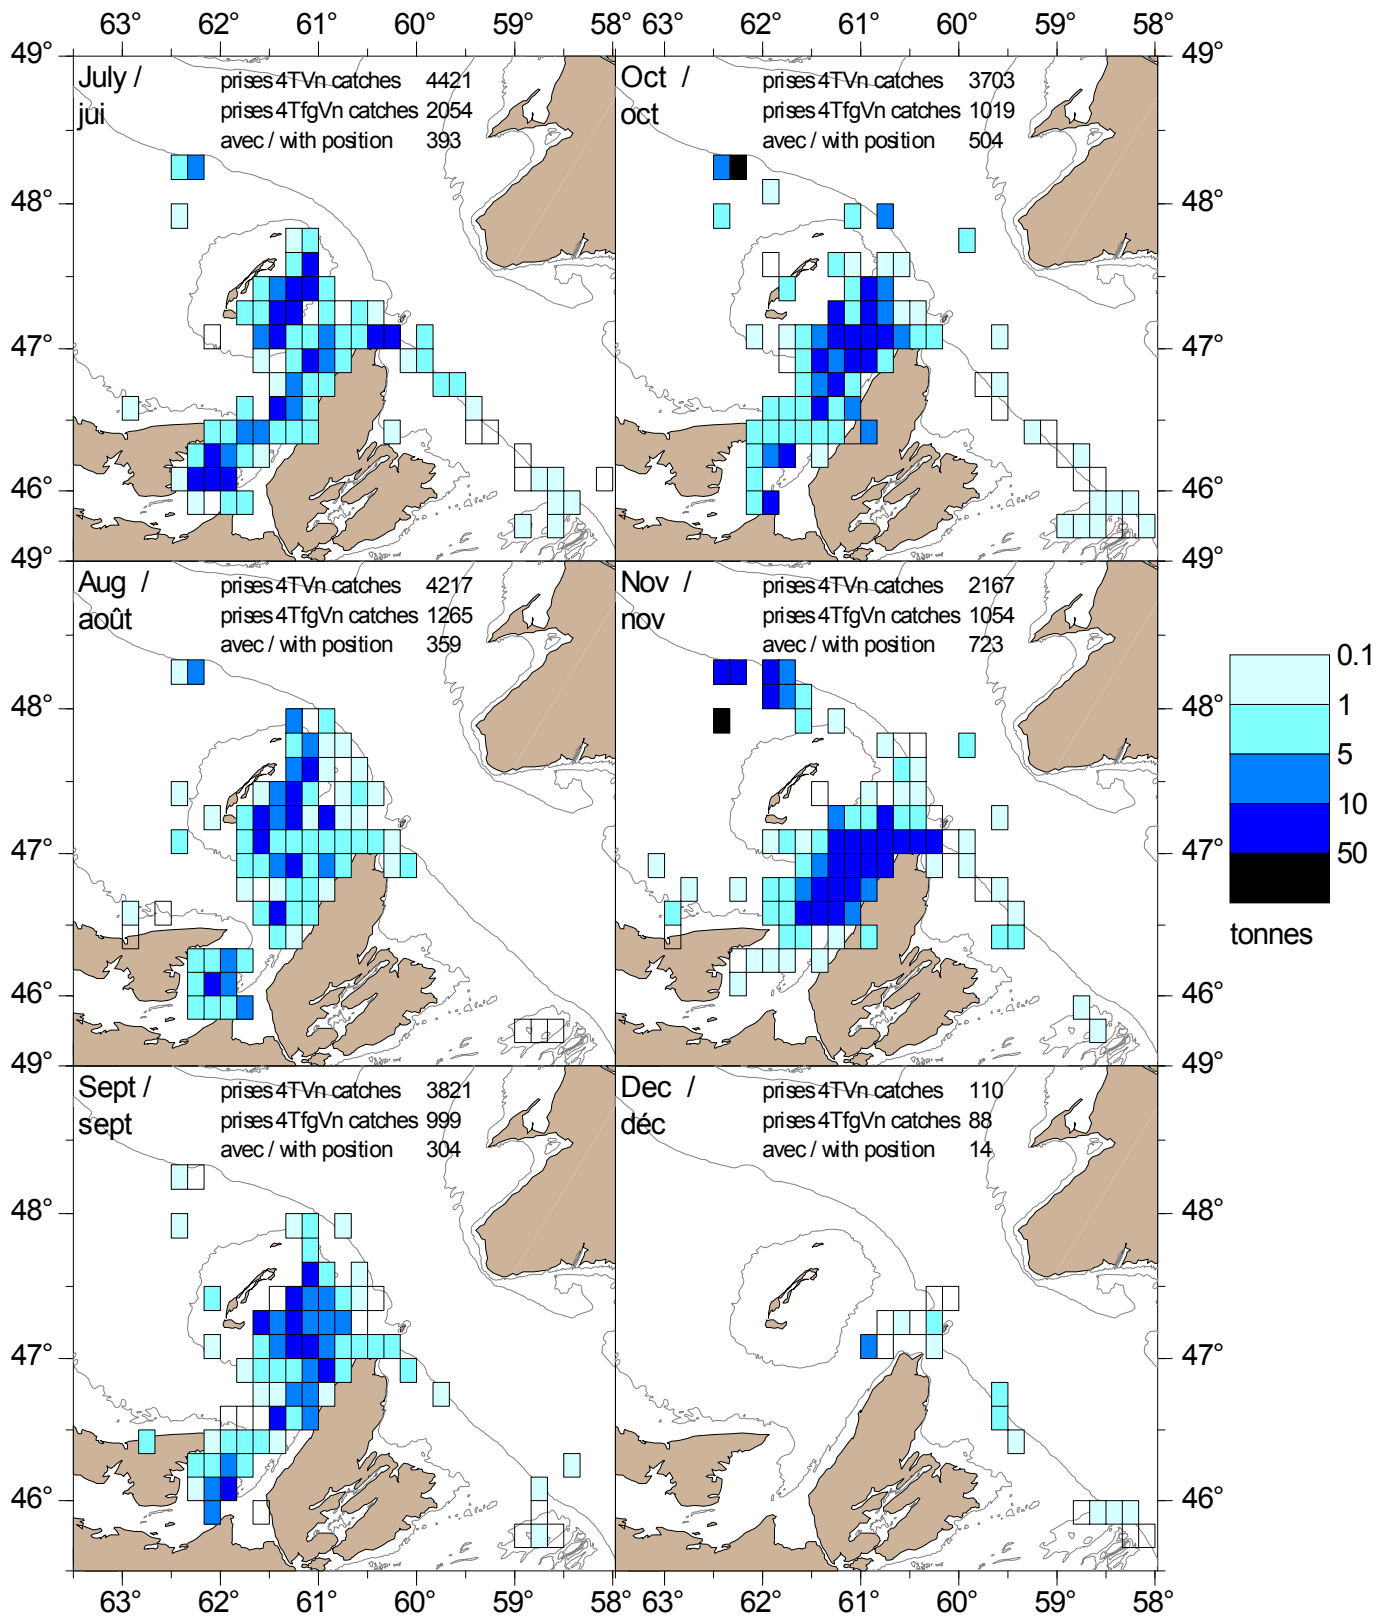 63° 62° 61° 60° 59° 58° 63° 62° 61° 60° 59° 58°
49° 49°
July / jui
prises 4TVn catches 4421
prises 4TfgVn catches 2054
avec / with position 393
Oct / oct
prises 4TVn catches 3703
prises 4TfgVn catches 1019
avec / with position 504
48° 48°
47° 47°
46° 46°
49° 49°
Aug / août
prises 4TVn catches 4217
prises 4TfgVn catches 1265
avec / with position 359
Nov / nov
prises 4TVn catches 2167
prises 4TfgVn catches 1054
avec / with position 723
48° 48°
47° 47°
46° 46°
0.1
1
5
10
50
tonnes
49° 49°
Sept / sept
prises 4TVn catches 3821
prises 4TfgVn catches 999
avec / with position 304
Dec / déc
prises 4TVn catches 110
prises 4TfgVn catches 88
avec / with position 14
48° 48°
47° 47°
46° 46°
63° 62° 61° 60° 59° 58° 63° 62° 61° 60° 59° 58°